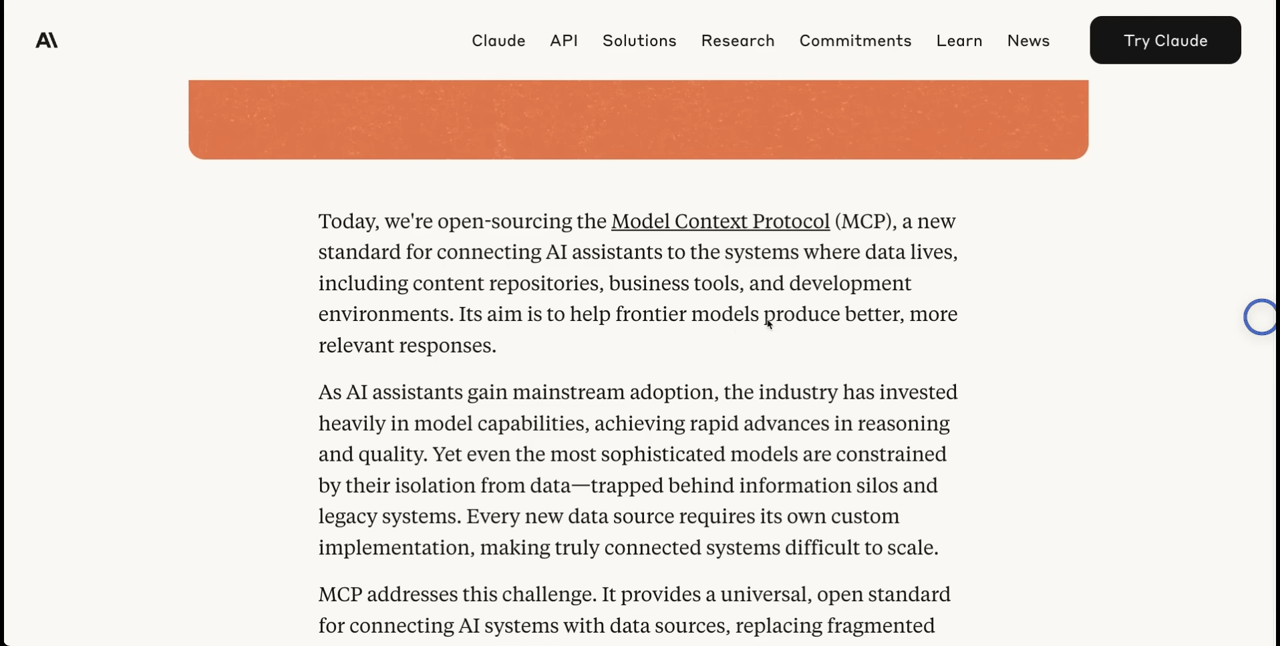 A\
Claude API Solutions Research Commitments Learn News Try Claude
Today, we're open-sourcing the Model Context Protocol (MCP), a new
standard for connecting AI assistants to the systems where data lives,
including content repositories, business tools, and development
environments. Its aim is to help frontier models produce better, more
relevant responses.
As AI assistants gain mainstream adoption, the industry has invested
heavily in model capabilities, achieving rapid advances in reasoning
and quality. Yet even the most sophisticated models are constrained
by their isolation from data—trapped behind information silos and
legacy systems. Every new data source requires its own custom
implementation, making truly connected systems difficult to scale.
MCP addresses this challenge. It provides a universal, open standard
for connecting AI systems with data sources, replacing fragmented